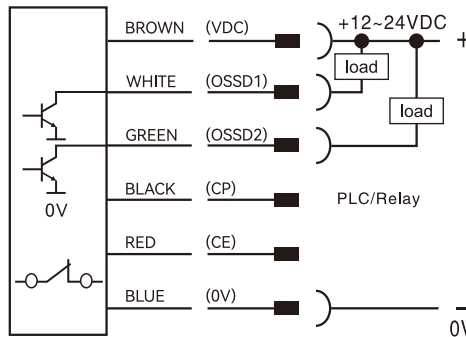 BROWN (VDC) +12~24VDC +
WHITE (OSSD1) load
GREEN (OSSD2) load
0V
BLACK (CP) PLC/Relay
RED (CE)
BLUE (0V) −
0V